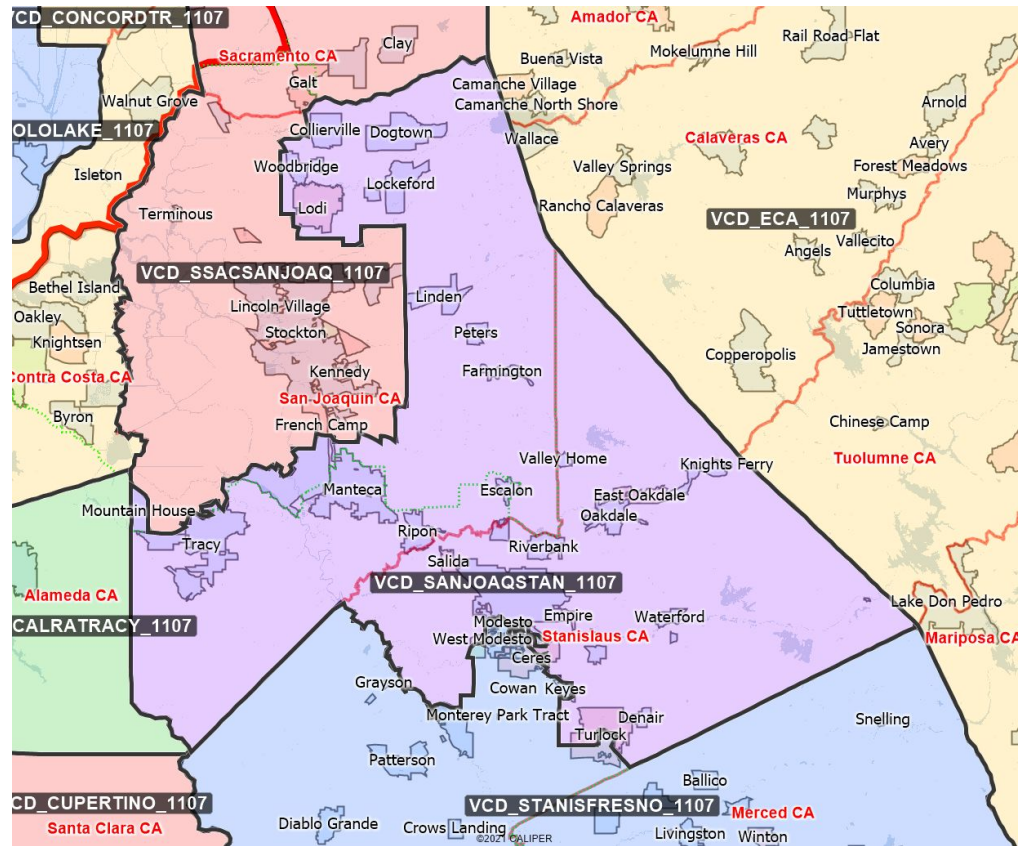 VCD_CONCORDTR_1107
Amador CA
Rail Road Flat
Clay
Mokelumne Hill
Sacramento CA
Buena Vista
Galt
Camanche Village
Walnut Grove
Camanche North Shore
Arnold
OLOLAKE_1107
Collierville
Dogtown
Wallace
Calaveras CA
Avery
Woodbridge
Valley Springs
Forest Meadows
Isleton
Lockeford
Murphys
Terminous
Lodi
Rancho Calaveras
VCD_ECA_1107
Vallecito
Angels
VCD_SSACSANJOAQ_1107
Bethel Island
Linden
Columbia
Lincoln Village
Oakley
Tuttletown
Knightsen
Stockton
Peters
Sonora
Jamestown
Copperopolis
Contra Costa CA
Kennedy
Farmington
San Joaquin CA
Byron
French Camp
Chinese Camp
Valley Home
Knights Ferry
Tuolumne CA
Manteca
Escalon
East Oakdale
Mountain House
Oakdale
Ripon
Tracy
Riverbank
Salida
VCD_SANJOAQSTAN_1107
Alameda CA
Lake Don Pedro
Empire
Waterford
CALRATRACY_1107
Modesto
West Modesto
Stanislaus CA
Mariposa CA
Ceres
Grayson
Cowan
Keyes
Monterey Park Tract
Denair
Snelling
Turlock
Patterson
Ballico
CD_CUPERTINO_1107
VCD_STANISFRESNO_1107
Merced CA
Santa Clara CA
Diablo Grande
Crows Landing
Livingston
Winton
©2021 CALIPER